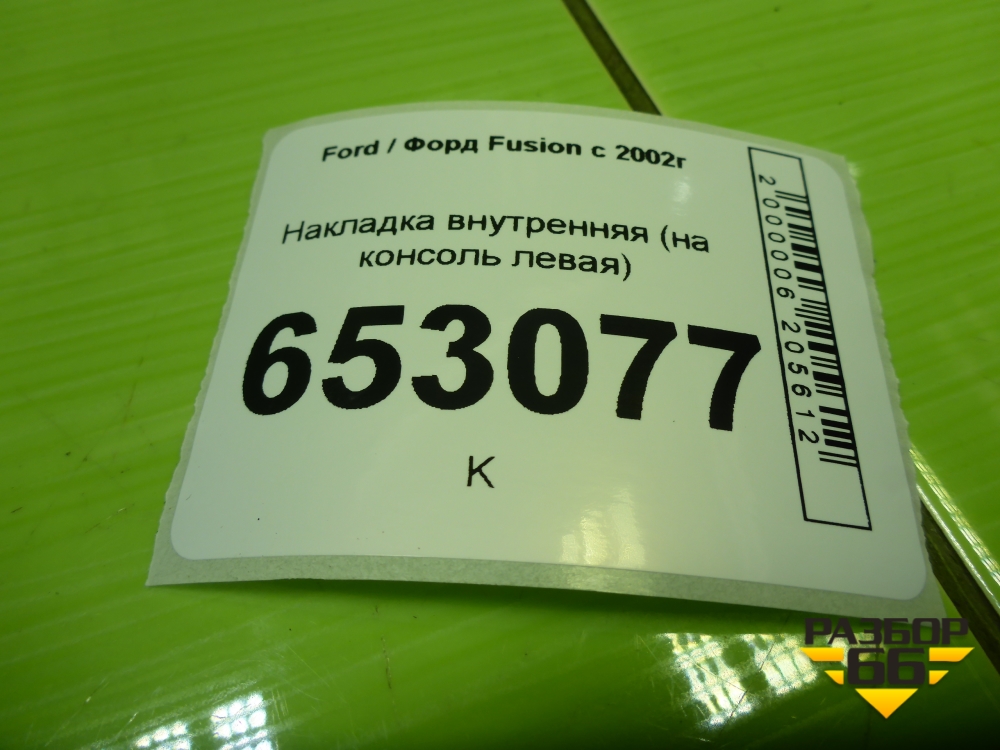 Ford / Форд Fusion с 2002г
Накладка внутренняя (на
консоль левая)
653077
К
2000006205612
РАЗБОР
66